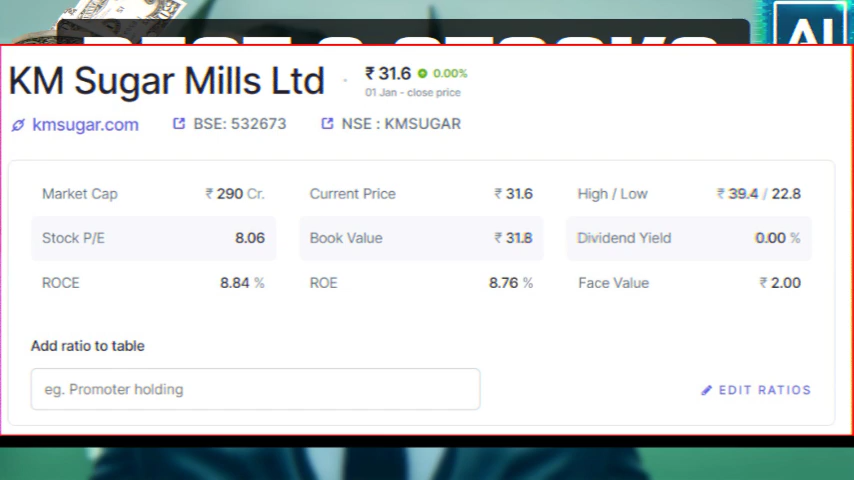 AI
KM Sugar Mills Ltd
₹ 31.6 0.00%
01 Jan - close price
kmsugar.com BSE: 532673 NSE : KMSUGAR
Market Cap ₹ 290 Cr. Current Price ₹ 31.6 High / Low ₹ 39.4 / 22.8
Stock P/E 8.06 Book Value ₹ 31.8 Dividend Yield 0.00 %
ROCE 8.84 % ROE 8.76 % Face Value ₹ 2.00
Add ratio to table
eg. Promoter holding EDIT RATIOS